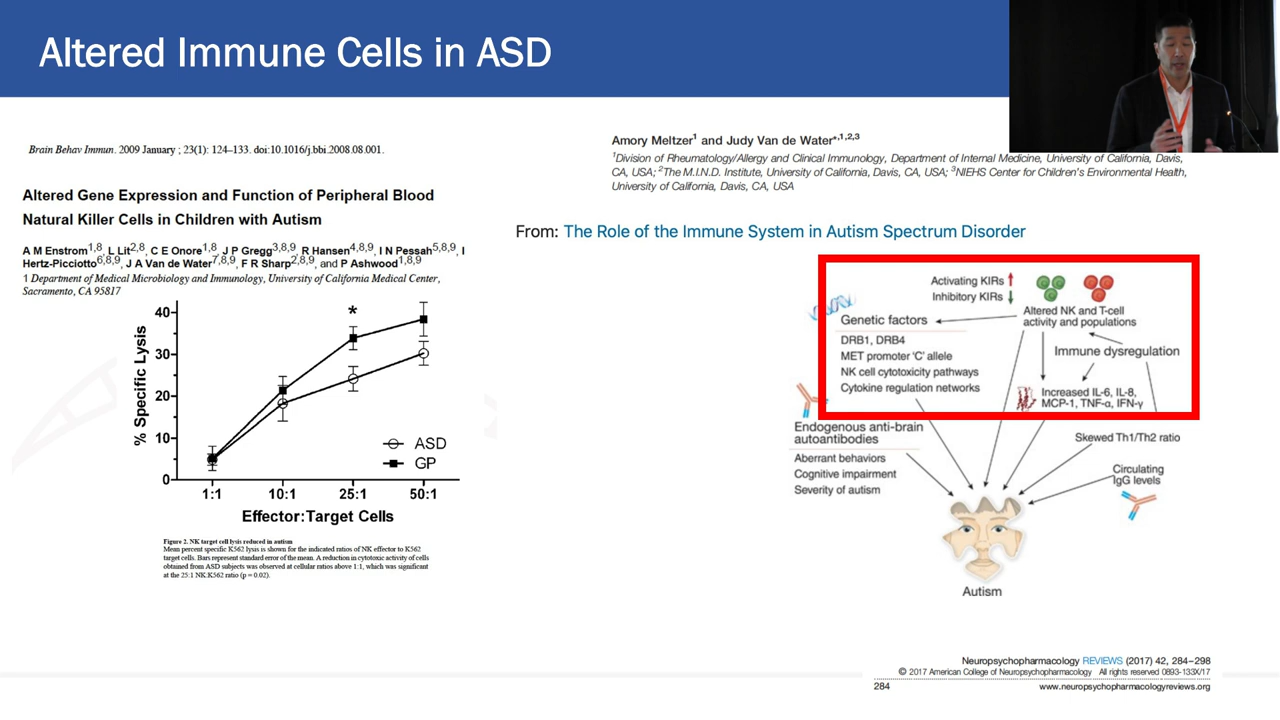 Altered Immune Cells in ASD
Brain Behav Immun. 2009 January ; 23(1): 124–133. doi:10.1016/j.bbi.2008.08.001.
Altered Gene Expression and Function of Peripheral Blood
Natural Killer Cells in Children with Autism
A M Enstrom1,8, L Lit2,8, C E Onore1,8, J P Gregg3,8,9, R Hansen4,8,9, I N Pessah5,8,9, I
Hertz-Picciotto6,8,9, J A Van de Water7,8,9, F R Sharp2,8,9, and P Ashwood1,8,9
1 Department of Medical Microbiology and Immunology, University of California Medical Center,
Sacramento, CA 95817
% Specific Lysis
40
30
20
10
0
*
ASD
GP
1:1
10:1
25:1
50:1
Effector:Target Cells
Figure 2. NK target cell lysis reduced in autism
Mean percent specific K562 lysis is shown for the indicated ratios of NK effector to K562
target cells. Bars represent standard error of the mean. A reduction in cytotoxic activity of cells
obtained from ASD subjects was observed at cellular ratios above 1:1, which was significant
at the 25:1 NK:K562 ratio (p = 0.02).
Amory Meltzer1 and Judy Van de Water*,1,2,3
1Division of Rheumatology/Allergy and Clinical Immunology, Department of Internal Medicine, University of California, Davis,
CA, USA; 2The M.I.N.D. Institute, University of California, Davis, CA, USA; 3NIEHS Center for Children's Environmental Health,
University of California, Davis, CA, USA
From: The Role of the Immune System in Autism Spectrum Disorder
Activating KIRs
Inhibitory KIRs
Altered NK and T-cell
activity and populations
Genetic factors
DRB1, DRB4
MET promoter 'C' allele
NK cell cytotoxicity pathways
Cytokine regulation networks
Immune dysregulation
Increased IL-6, IL-8,
MCP-1, TNF-α, IFN-γ
Endogenous anti-brain
autoantibodies
Aberrant behaviors
Cognitive impairment
Severity of autism
Skewed Th1/Th2 ratio
Circulating
IgG levels
Autism
Neuropsychopharmacology REVIEWS (2017) 42, 284–298
© 2017 American College of Neuropsychopharmacology All rights reserved 0893-133X/17
284
www.neuropsychopharmacologyreviews.org